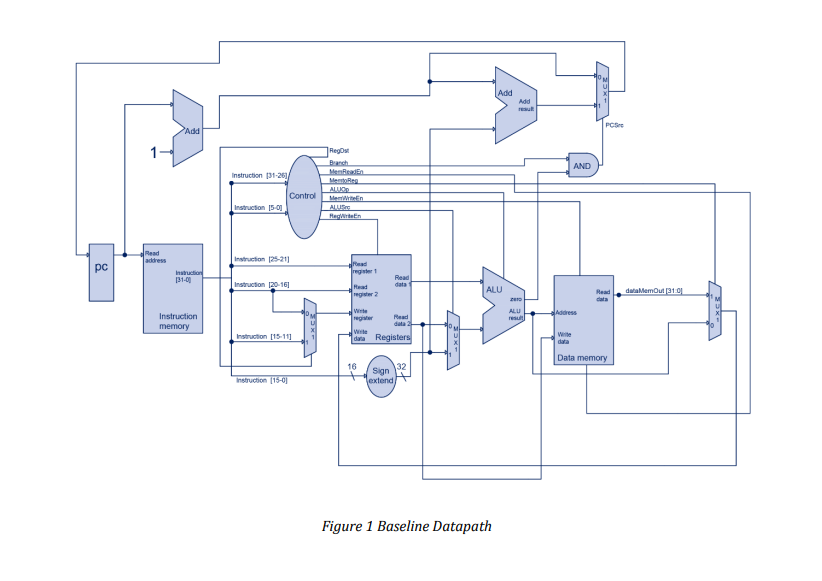 0
M
U
X
1
1
Add
Add
result
PCSrc
Add
1
RegDst
Branch
MemReadEn
MemtoReg
ALUOp
MemWriteEn
ALUSrc
RegWriteEn
AND
Instruction [31-26]
Control
Instruction [5-0]
pc
Read
address
Instruction
[31-0]
Instruction
memory
Instruction [25-21]
Instruction [20-16]
Instruction [15-11]
Instruction [15-0]
0
M
U
X
1
1
Read
register 1
Read
register 2
Write
register
Write
data
Read
data 1
Read
data 2
Registers
16
Sign
extend
32
0
M
U
X
1
1
ALU
zero
ALU
result
Address
Write
data
Read
data
Data memory
dataMemOut [31:0]
1
M
U
X
1
0
Figure 1 Baseline Datapath